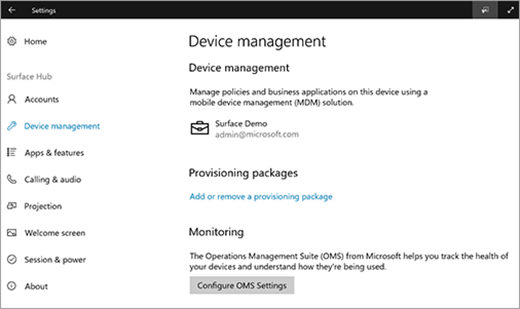 Settings
Home
Surface Hub
Accounts
Device management
Apps & features
Calling & audio
Projection
Welcome screen
Session & power
About
Device management
Device management
Manage policies and business applications on this device using a
mobile device management (MDM) solution.
Surface Demo
admin@microsoft.com
Provisioning packages
Add or remove a provisioning package
Monitoring
The Operations Management Suite (OMS) from Microsoft helps you track the health
of your devices and understand how they're being used.
Configure OMS Settings